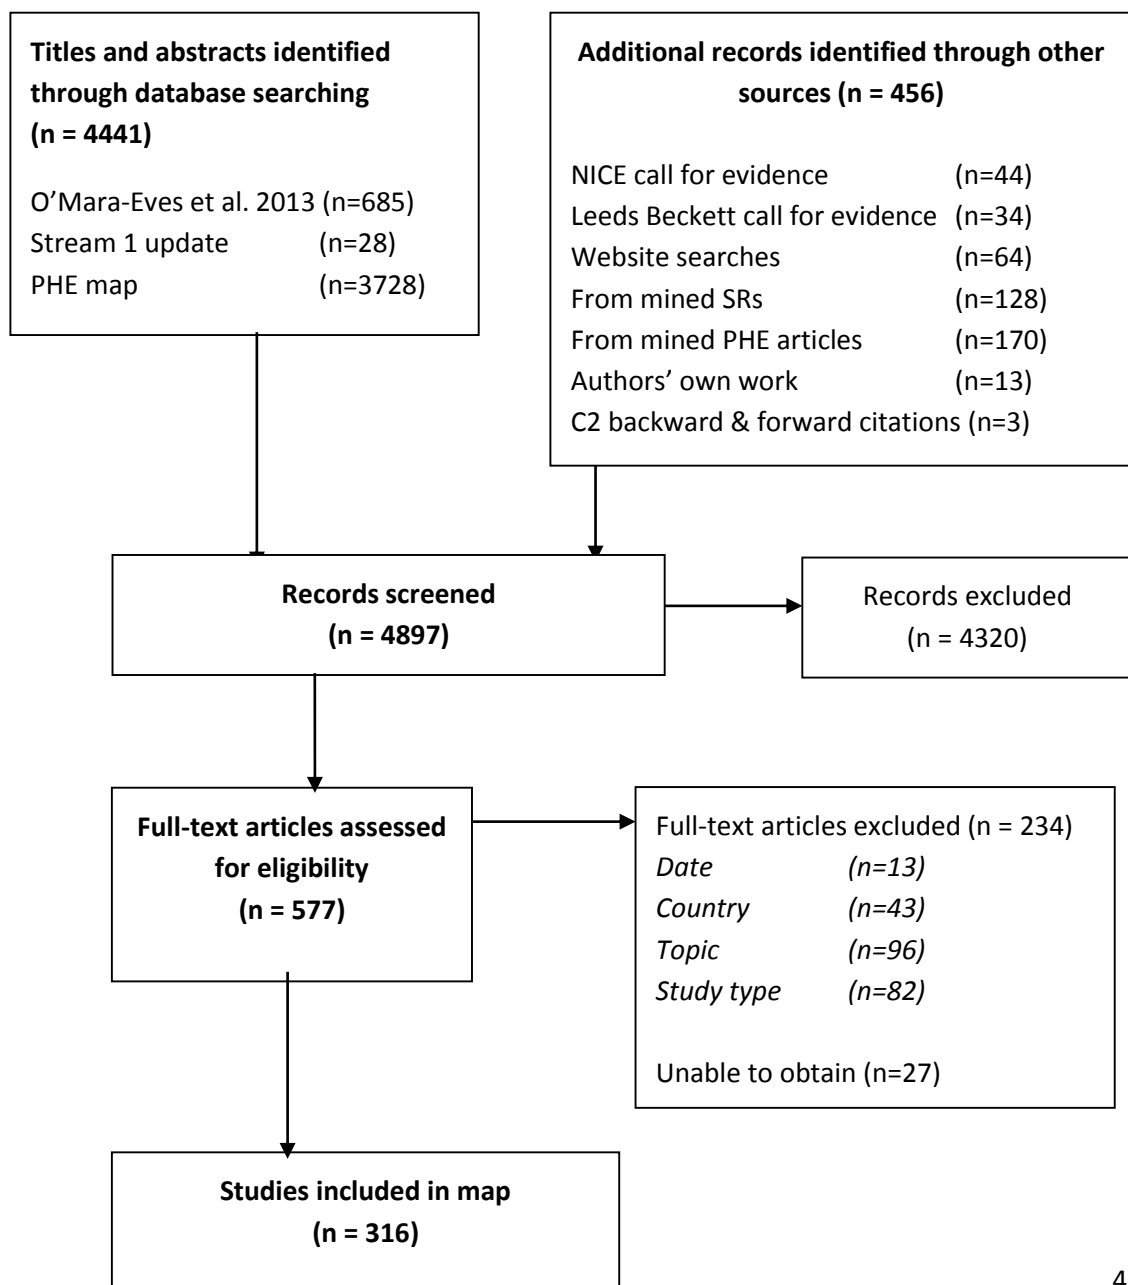 Titles and abstracts identified
through database searching
(n = 4441)
O’Mara-Eves et al. 2013 (n=685)
Stream 1 update (n=28)
PHE map (n=3728)
Additional records identified through other
sources (n = 456)
NICE call for evidence (n=44)
Leeds Beckett call for evidence (n=34)
Website searches (n=64)
From mined SRs (n=128)
From mined PHE articles (n=170)
Authors’ own work (n=13)
C2 backward & forward citations (n=3)
Records screened
(n = 4897)
Records excluded
(n = 4320)
Full-text articles assessed
for eligibility
(n = 577)
Full-text articles excluded (n = 234)
Date (n=13)
Country (n=43)
Topic (n=96)
Study type (n=82)
Unable to obtain (n=27)
Studies included in map
(n = 316)
4